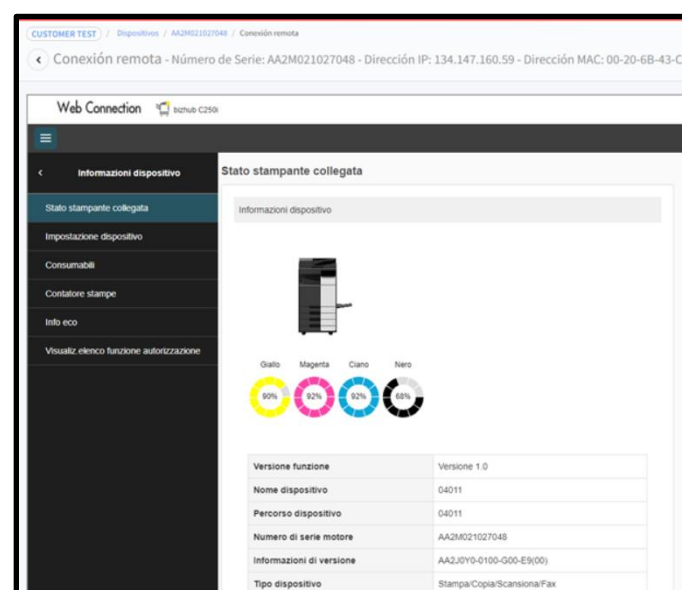 CUSTOMER TEST / Dispositivos / AA2M021027048 / Conexión remota
Conexión remota - Número de Serie: AA2M021027048 - Dirección IP: 134.147.160.59 - Dirección MAC: 00-20-6B-43-C
Web Connection bizhub C250i
Informazioni dispositivo
Stato stampante collegata
Impostazione dispositivo
Consumabili
Contatore stampe
Info eco
Visualiz.elenco funzione autorizzazione
Stato stampante collegata
Informazioni dispositivo
Giallo Magenta Ciano Nero
90% 92% 92% 68%
Versione funzione Versione 1.0
Nome dispositivo 04011
Percorso dispositivo 04011
Numero di serie motore AA2M021027048
Informazioni di versione AA2J0Y0-0100-G00-E9(00)
Tipo dispositivo Stampa/Copia/Scansiona/Fax